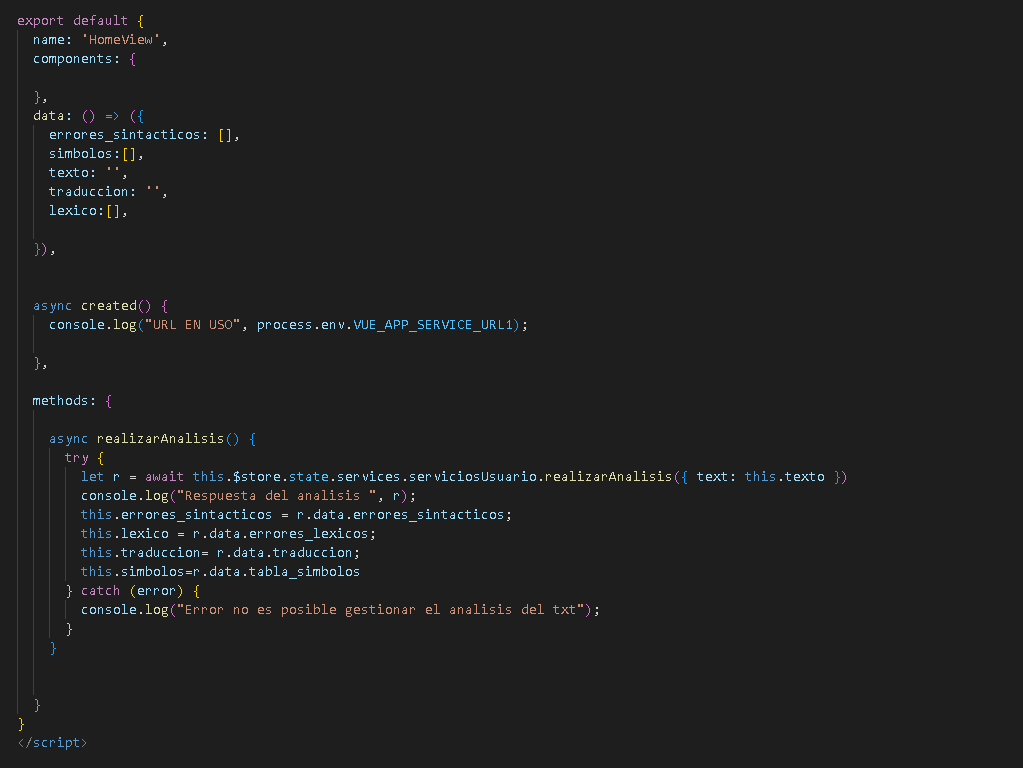 export default {
name: 'HomeView',
components: {
},
data: () => ({
errores_sintacticos: [],
simbolos:[],
texto: '',
traduccion: '',
lexico:[],
}),
async created() {
console.log("URL EN USO", process.env.VUE_APP_SERVICE_URL1);
},
methods: {
async realizarAnalisis() {
try {
let r = await this.$store.state.services.serviciosUsuario.realizarAnalisis({ text: this.texto })
console.log("Respuesta del analisis ", r);
this.errores_sintacticos = r.data.errores_sintacticos;
this.lexico = r.data.errores_lexicos;
this.traduccion= r.data.traduccion;
this.simbolos=r.data.tabla_simbolos
} catch (error) {
console.log("Error no es posible gestionar el analisis del txt");
}
}
}
}
</script>